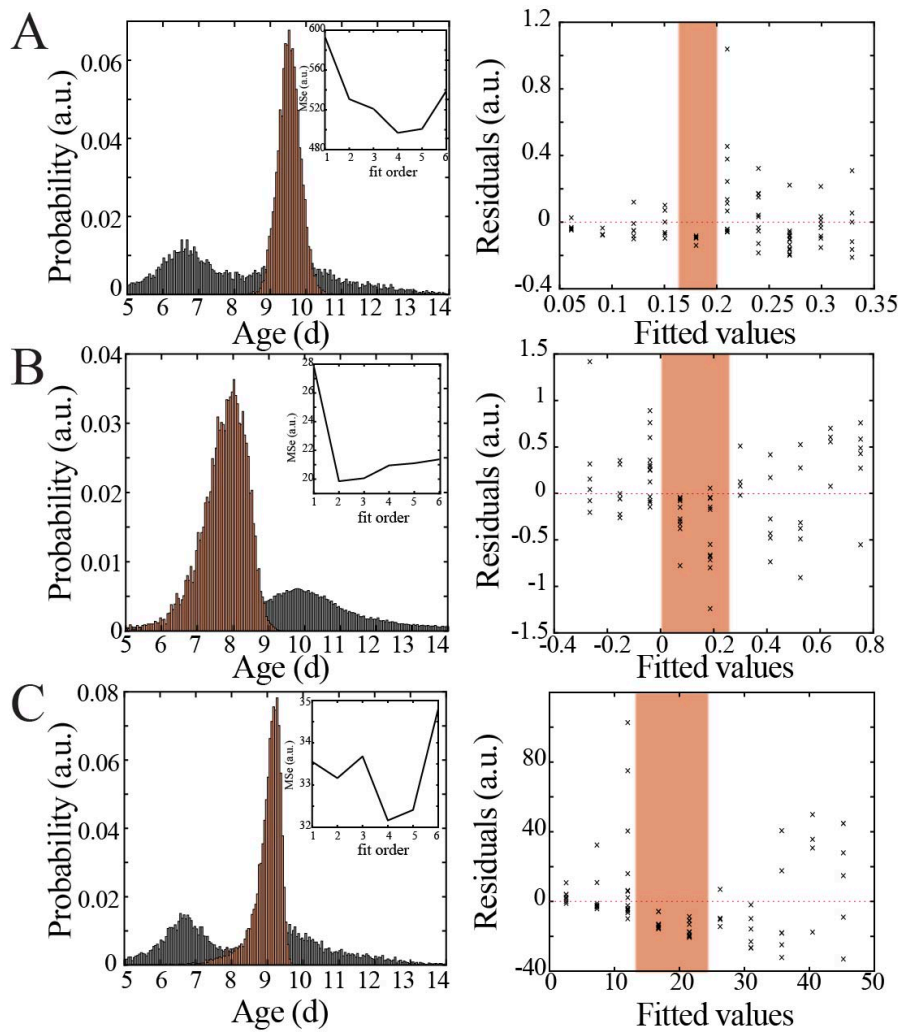 A
Probability (a.u.)
0.06
0.04
0.02
0
5 6 7 8 9 10 11 12 13 14
Age (d)
MSe (a.u.)
600
560
520
480
1 2 3 4 5 6
fit order
Residuals (a.u.)
1.2
0.8
0.4
0
-0.4
0.05 0.1 0.15 0.2 0.25 0.3 0.35
Fitted values
B
Probability (a.u.)
0.04
0.03
0.02
0.01
0
5 6 7 8 9 10 11 12 13 14
Age (d)
MSe (a.u.)
28
26
24
22
20
1 2 3 4 5 6
fit order
Residuals (a.u.)
1.5
1
0.5
0
-0.5
-1
-1.5
-0.4 -0.2 0 0.2 0.4 0.6 0.8
Fitted values
C
Probability (a.u.)
0.08
0.06
0.04
0.02
0
5 6 7 8 9 10 11 12 13 14
Age (d)
MSe (a.u.)
35
34
33
32
1 2 3 4 5 6
fit order
Residuals (a.u.)
80
40
0
-40
0 10 20 30 40 50
Fitted values